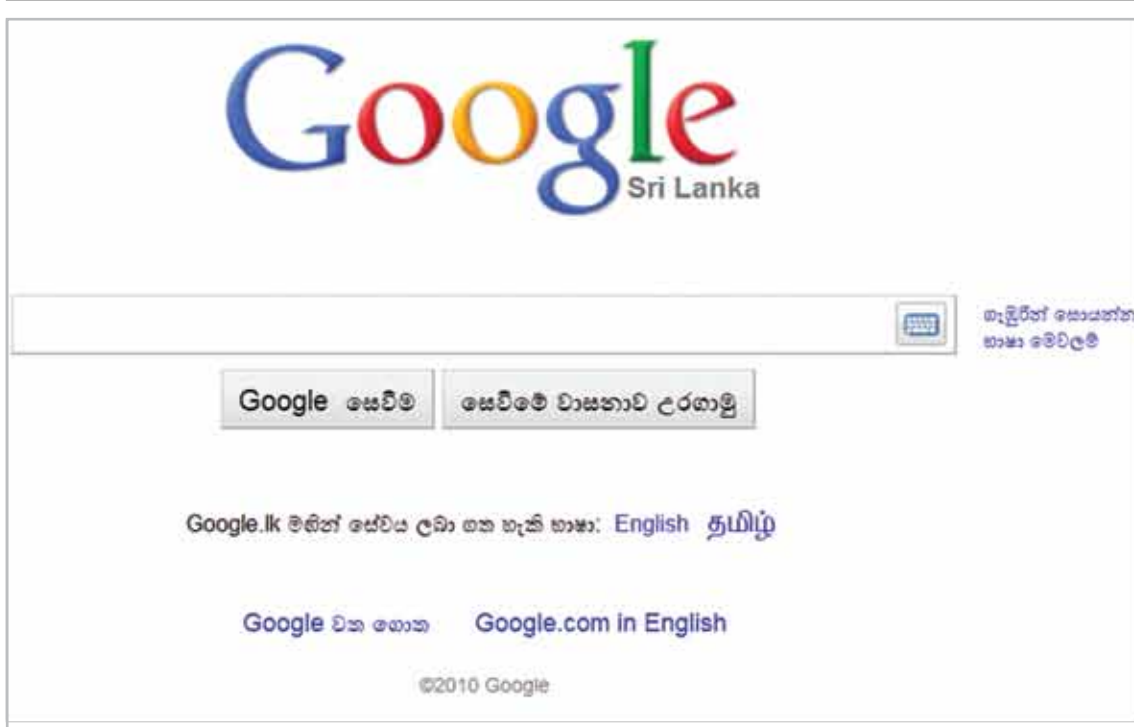 Google
Sri Lanka
ගැඹුරින් සොයන්න
භාෂා මෙවලම්
Google සෙවීම
සෙවීමේ වාසනාව උරගාමු
Google.lk මඟින් සේවය ලබා ගත හැකි භාෂා: English தமிழ்
Google වත ගොත Google.com in English
©2010 Google